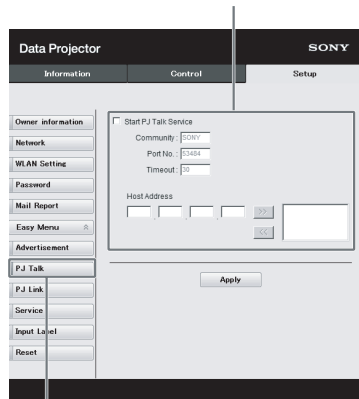 Data Projector
SONY
Information
Control
Setup
Owner information
Network
WLAN Setting
Password
Mail Report
Easy Menu
Advertisement
PJ Talk
PJ Link
Service
Input Label
Reset
Start PJ Talk Service
Community : SONY
Port No. : 53484
Timeout : 30
Host Address
. . .
>>
<<
Apply